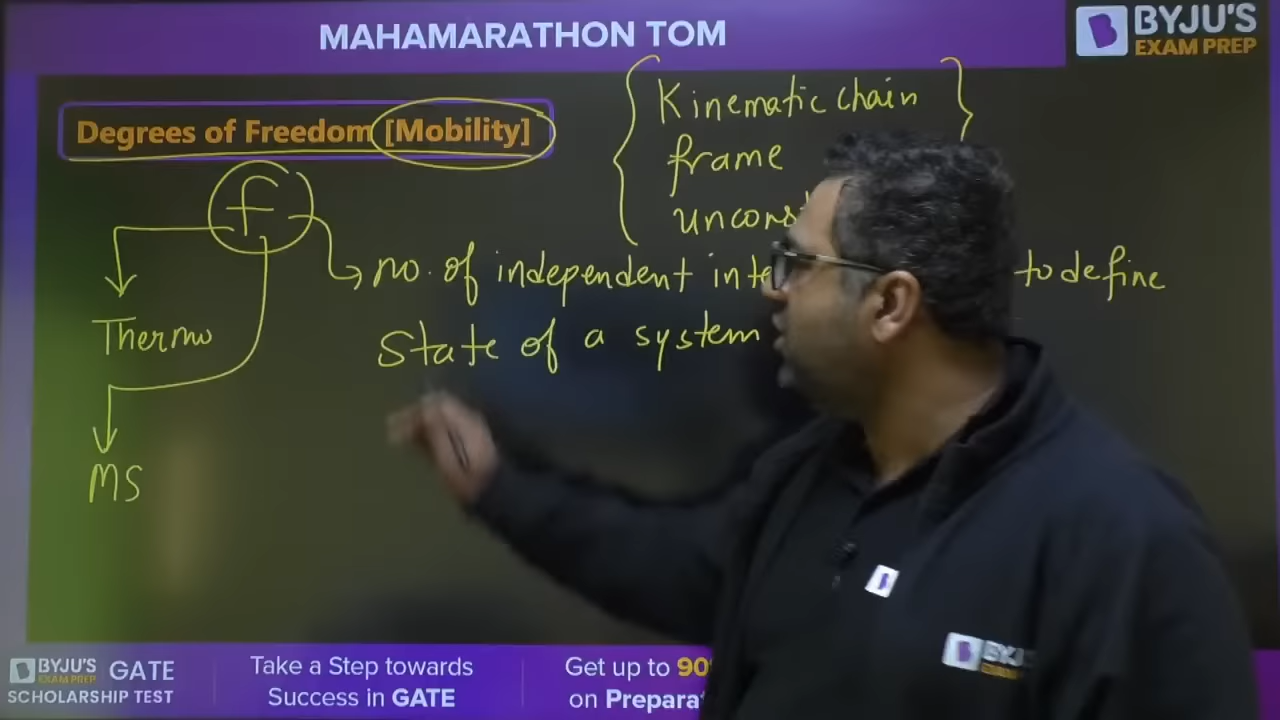 MAHAMARATHON TOM
BYJU'S
EXAM PREP
Degrees of Freedom [Mobility]
Kinematic chain
frame
f
no. of independent to define
state of a system
Thermo
MS
BYJU'S
EXAM PREP
GATE
SCHOLARSHIP TEST
Take a Step towards
Success in GATE
Get up to 90
on